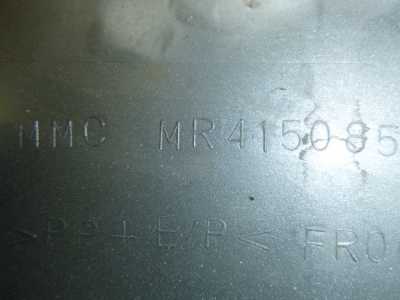 MMC MR415085
>PP+E/P< FRO